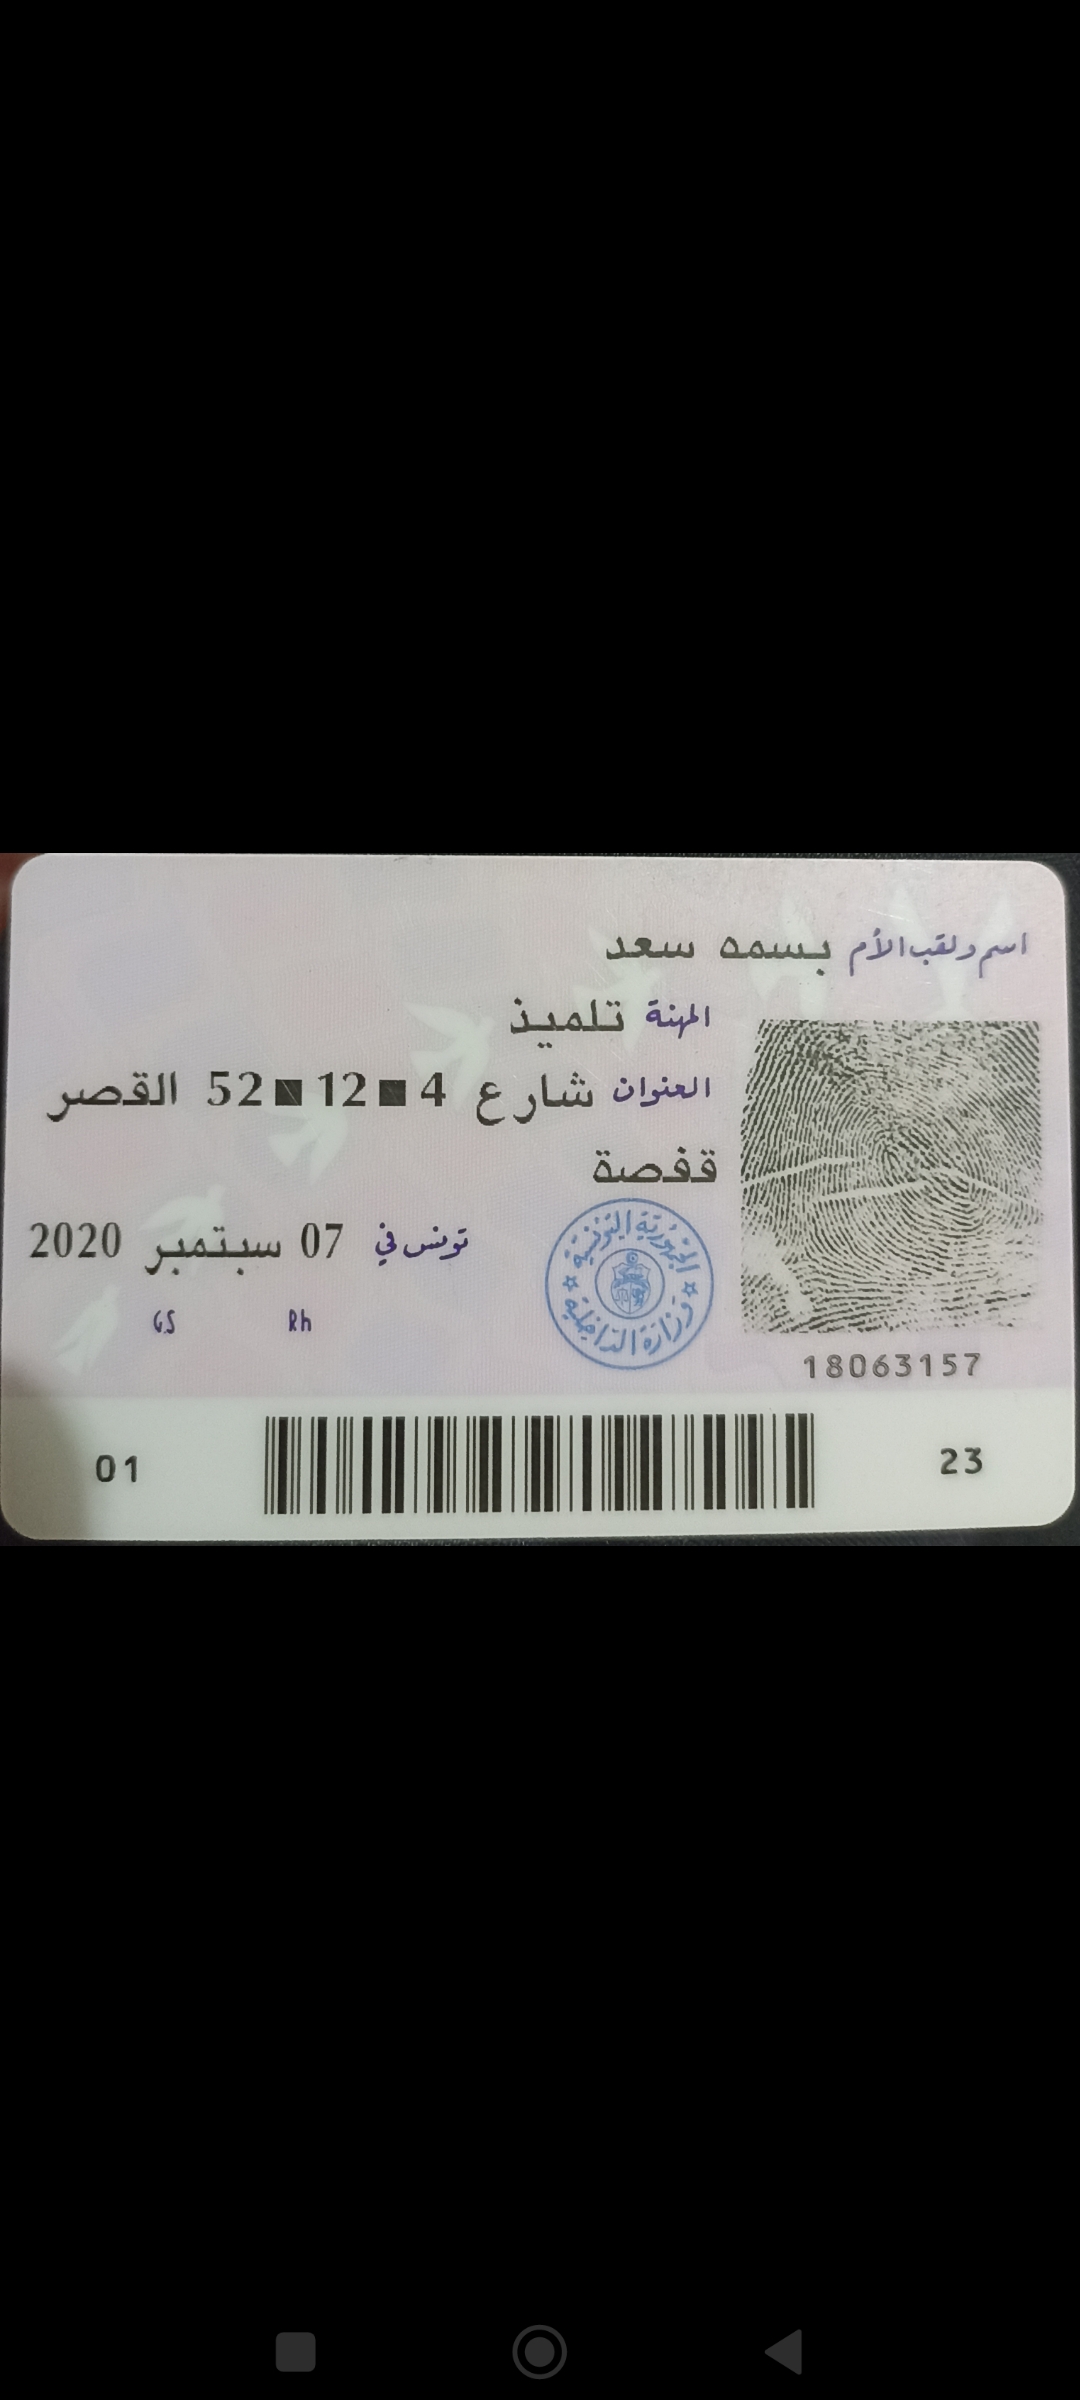 اسم ولقب الأم بسمه سعد
المهنة تلميذ
العنوان شارع 4 ■ 12 ■ 52 القصر
قفصة
تونس في 07 سبتمبر 2020
GS Rh
الجمهورية التونسية
وزارة الداخلية
18063157
01 23